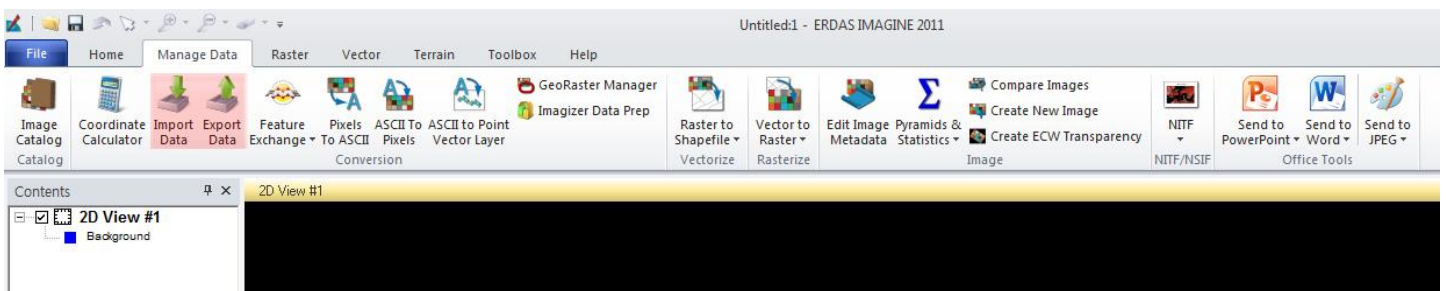 Untitled:1 - ERDAS IMAGINE 2011
File Home Manage Data Raster Vector Terrain Toolbox Help
Image Catalog
Coordinate Calculator
Import Data
Export Data
Feature Exchange
Pixels To ASCII
ASCII To Pixels
ASCII to Point Vector Layer
GeoRaster Manager
Imagizer Data Prep
Raster to Shapefile
Vector to Raster
Edit Image Metadata
Pyramids & Statistics
Compare Images
Create New Image
Create ECW Transparency
NITF
Send to PowerPoint
Send to Word
Send to JPEG
Catalog Conversion Vectorize Rasterize Image NITF/NSIF Office Tools
Contents
2D View #1
2D View #1
Background